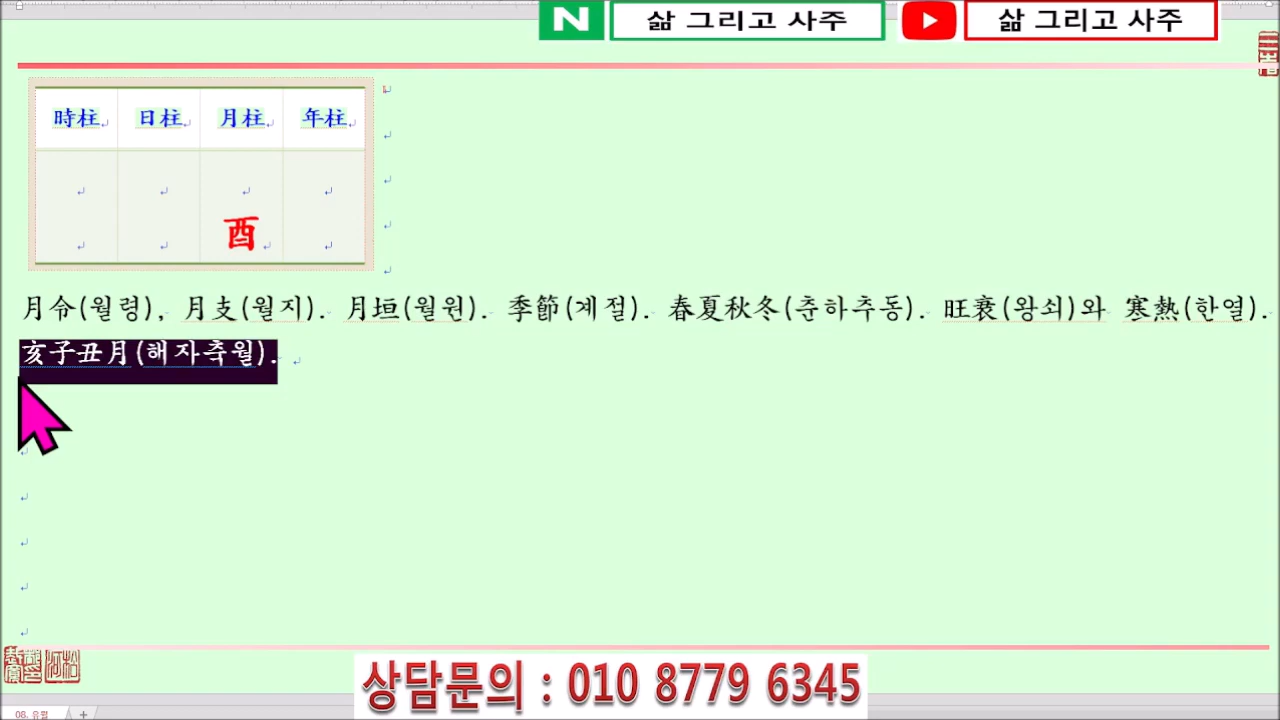 N 삶 그리고 사주 삶 그리고 사주
時柱 日柱 月柱 年柱
酉
月令(월령), 月支(월지). 月垣(월원). 季節(계절). 春夏秋冬(춘하추동). 旺衰(왕쇠)와 寒熱(한열).
亥子丑月(해자축월).
상담문의 : 010 8779 6345
08. 유월